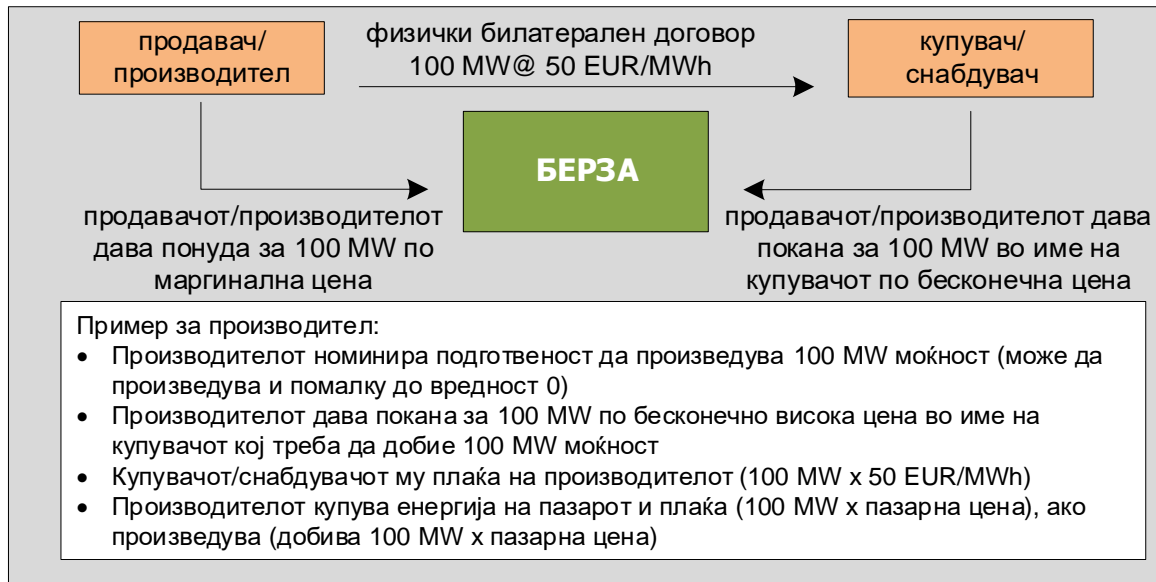 продавач/
производител
физички билатерален договор
100 MW@ 50 EUR/MWh
купувач/
снабдувач
БЕРЗА
продавачот/производителот
дава понуда за 100 MW по
маргинална цена
продавачот/производителот дава
покана за 100 MW во име на
купувачот по бесконечна цена
Пример за производител:
• Производителот номинира подготвеност да произведува 100 MW моќност (може да
произведува и помалку до вредност 0)
• Производителот дава покана за 100 MW по бесконечно висока цена во име на
купувачот кој треба да добие 100 MW моќност
• Купувачот/снабдувачот му плаќа на производителот (100 MW x 50 EUR/MWh)
• Производителот купува енергија на пазарот и плаќа (100 MW x пазарна цена), ако
произведува (добива 100 MW x пазарна цена)